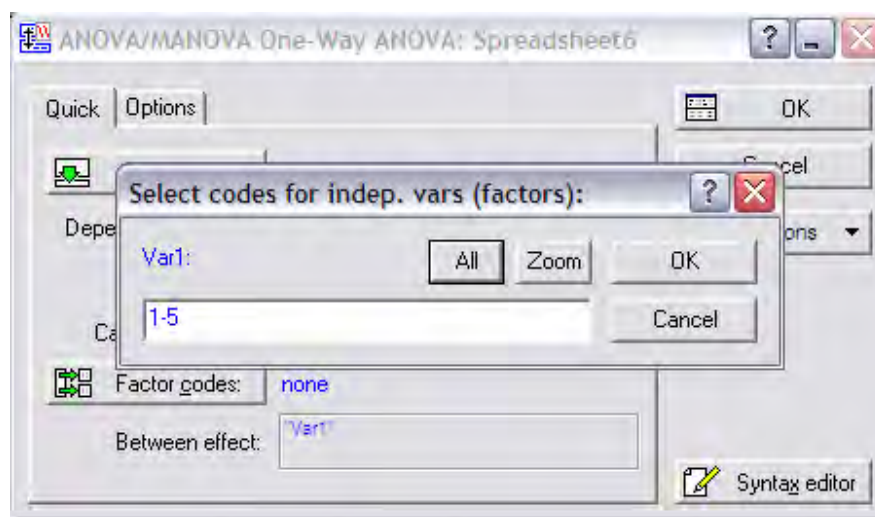 ANOVA/MANOVA One-Way ANOVA: Spreadsheet6
Quick Options
OK
Select codes for indep. vars (factors):
Var1:
All Zoom OK
1-5
Cancel
Factor codes: none
Between effect: "Var1"
Syntax editor